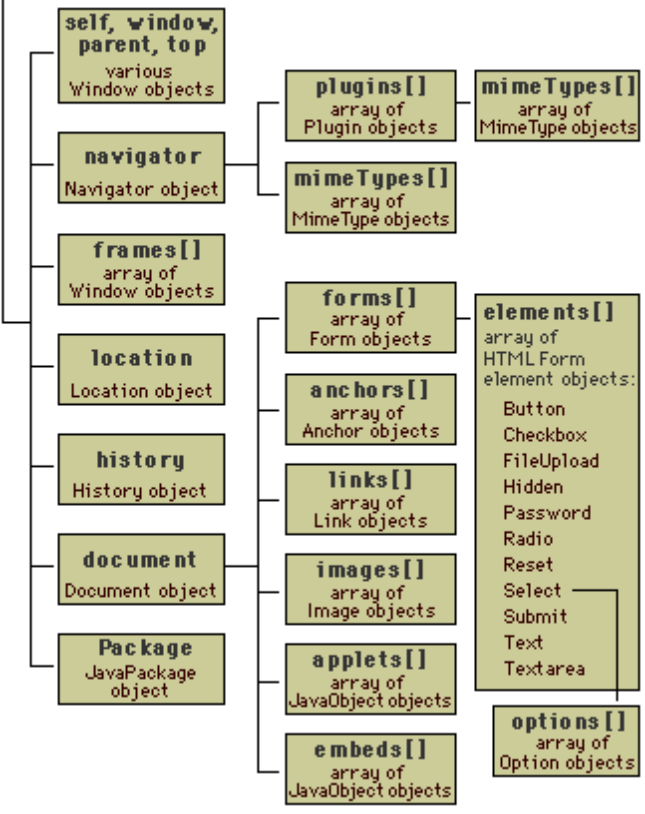 self, window,
parent, top
various
Window objects
navigator
Navigator object
frames[]
array of
Window objects
location
Location object
history
History object
document
Document object
Package
JavaPackage
object
plugins[]
array of
Plugin objects
mimeTypes[]
array of
MimeType objects
mimeTypes[]
array of
MimeType objects
forms[]
array of
Form objects
anchors[]
array of
Anchor objects
links[]
array of
Link objects
images[]
array of
Image objects
applets[]
array of
JavaObject objects
embeds[]
array of
JavaObject objects
elements[]
array of
HTML Form
element objects:
Button
Checkbox
FileUpload
Hidden
Password
Radio
Reset
Select
Submit
Text
Textarea
options[]
array of
Option objects